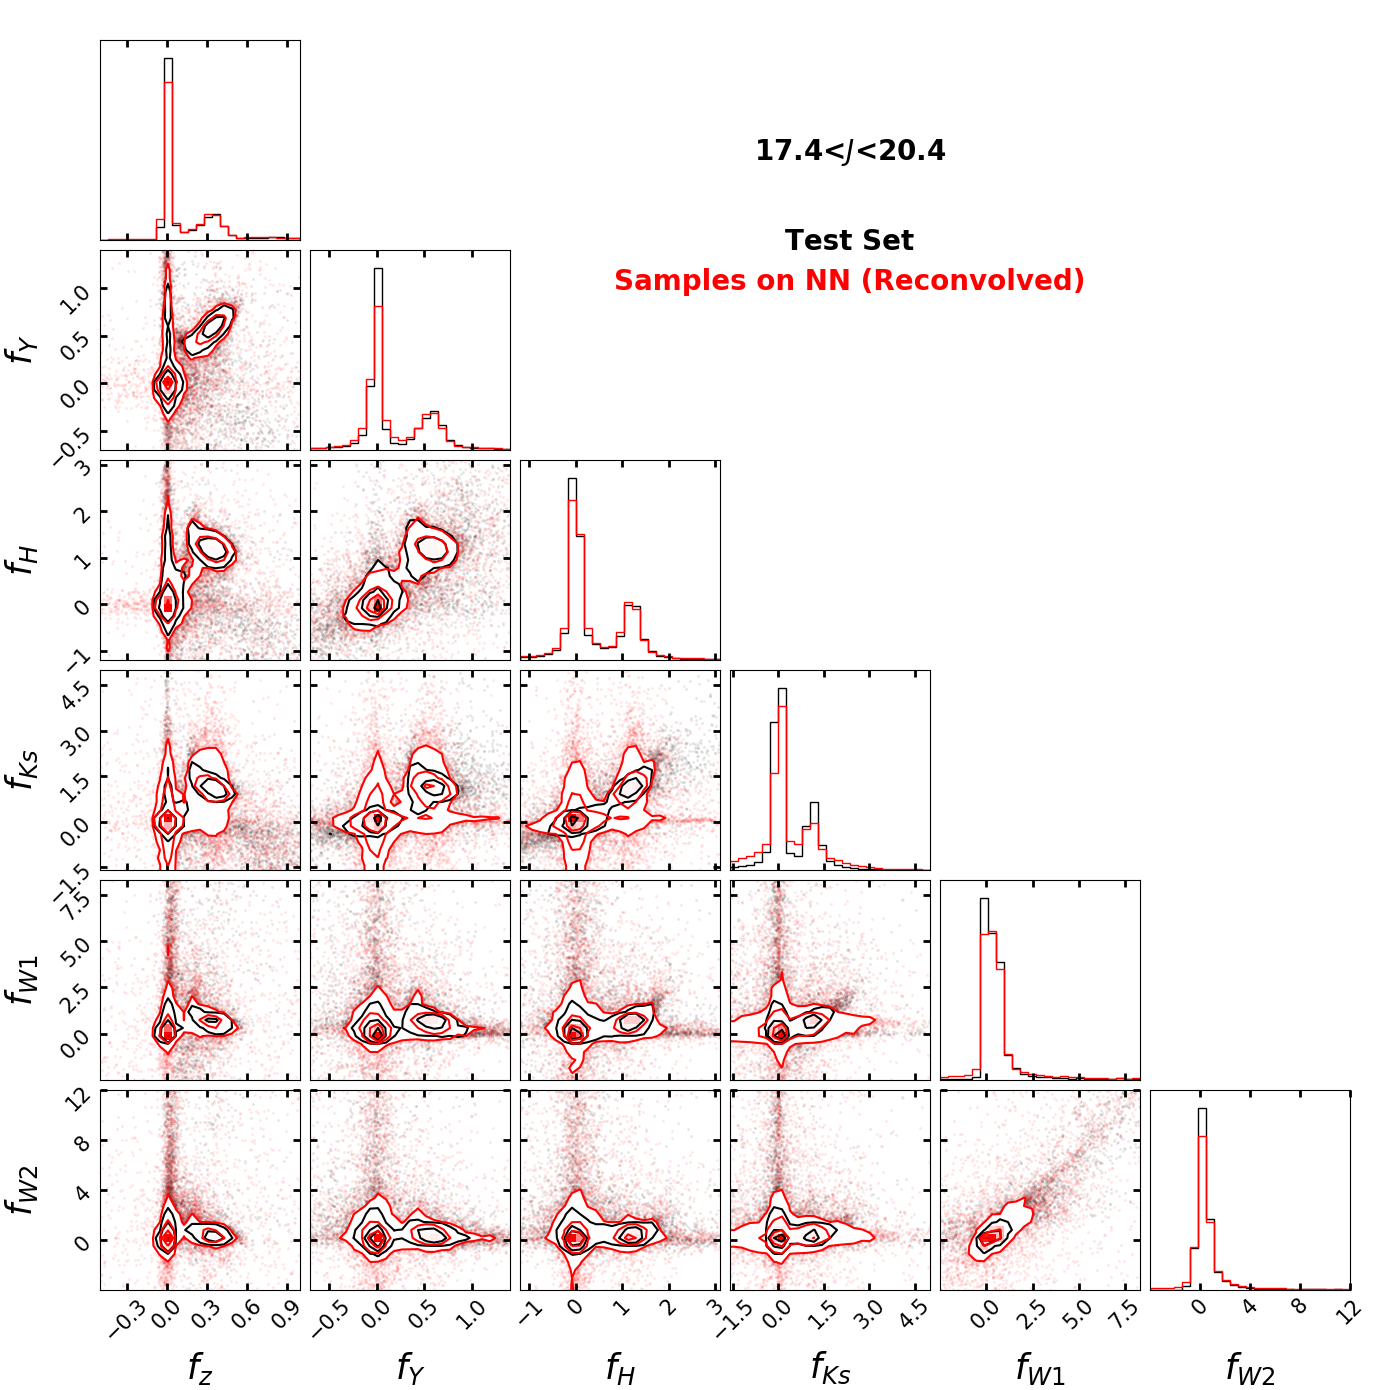 17.4<J<20.4
Test Set
Samples on NN (Reconvolved)
1.0
0.5
0.0
−0.5
f_Y
3
2
1
0
−1
f_H
4.5
3.0
1.5
0.0
−1.5
f_Ks
7.5
5.0
2.5
0.0
f_W1
12
8
4
0
f_W2
−0.3 0.0 0.3 0.6 0.9 −0.5 0.0 0.5 1.0 −1 0 1 2 3 −1.5 0.0 1.5 3.0 4.5 0.0 2.5 5.0 7.5 0 4 8 12
f_z f_Y f_H f_Ks f_W1 f_W2